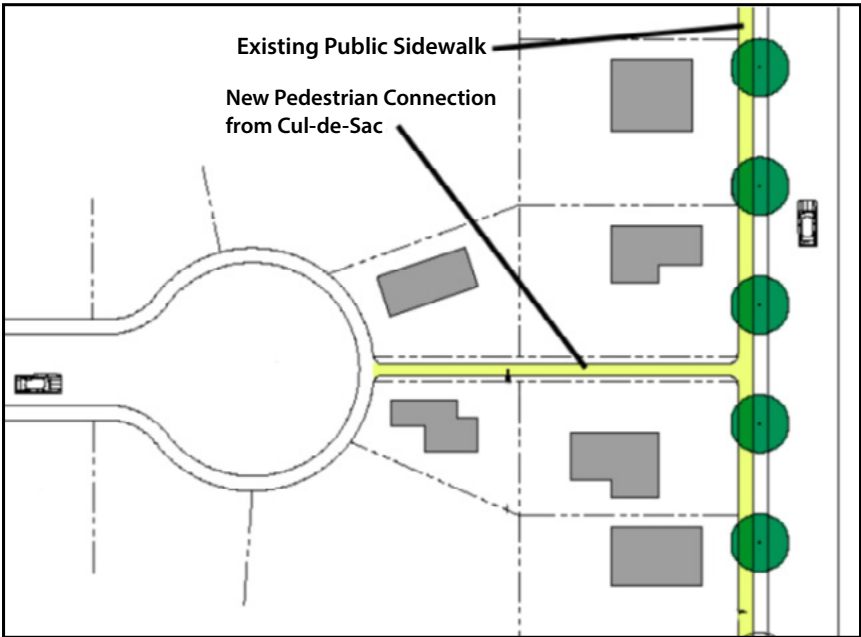 Existing Public Sidewalk
New Pedestrian Connection
from Cul-de-Sac